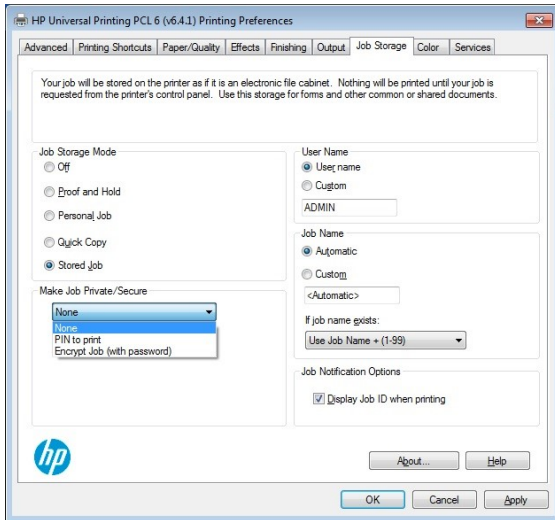 HP Universal Printing PCL 6 (v6.4.1) Printing Preferences
Advanced Printing Shortcuts Paper/Quality Effects Finishing Output Job Storage Color Services
Your job will be stored on the printer as if it is an electronic file cabinet. Nothing will be printed until your job is
requested from the printer's control panel. Use this storage for forms and other common or shared documents.
Job Storage Mode
Off
Proof and Hold
Personal Job
Quick Copy
Stored Job
Make Job Private/Secure
None
None
PIN to print
Encrypt Job (with password)
User Name
User name
Custom
ADMIN
Job Name
Automatic
Custom
<Automatic>
If job name exists:
Use Job Name + (1-99)
Job Notification Options
Display Job ID when printing
hp
About... Help
OK Cancel Apply